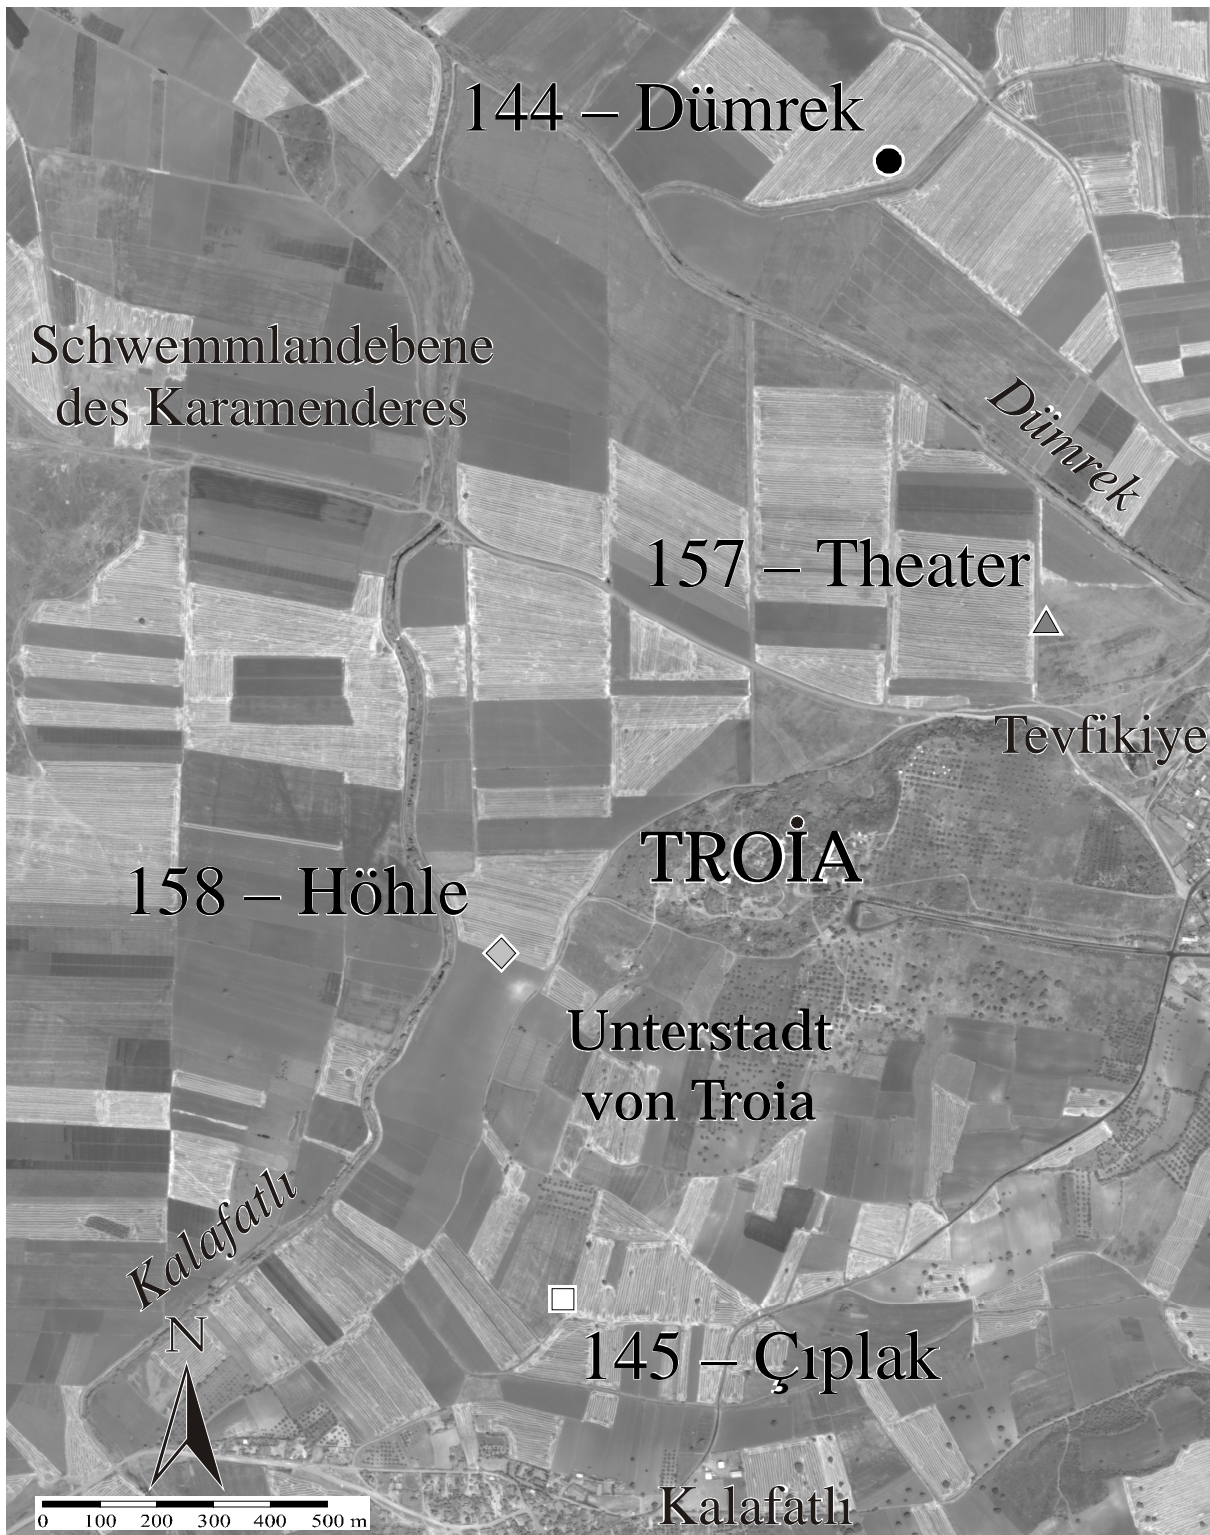 144 – Dümrek
Schwemmlandebene
des Karamenderes
Dümrek
157 – Theater
Tevfikiye
TROİA
158 – Höhle
Unterstadt
von Troia
Kalafatlı
N
145 – Çıplak
Kalafatlı
0 100 200 300 400 500 m